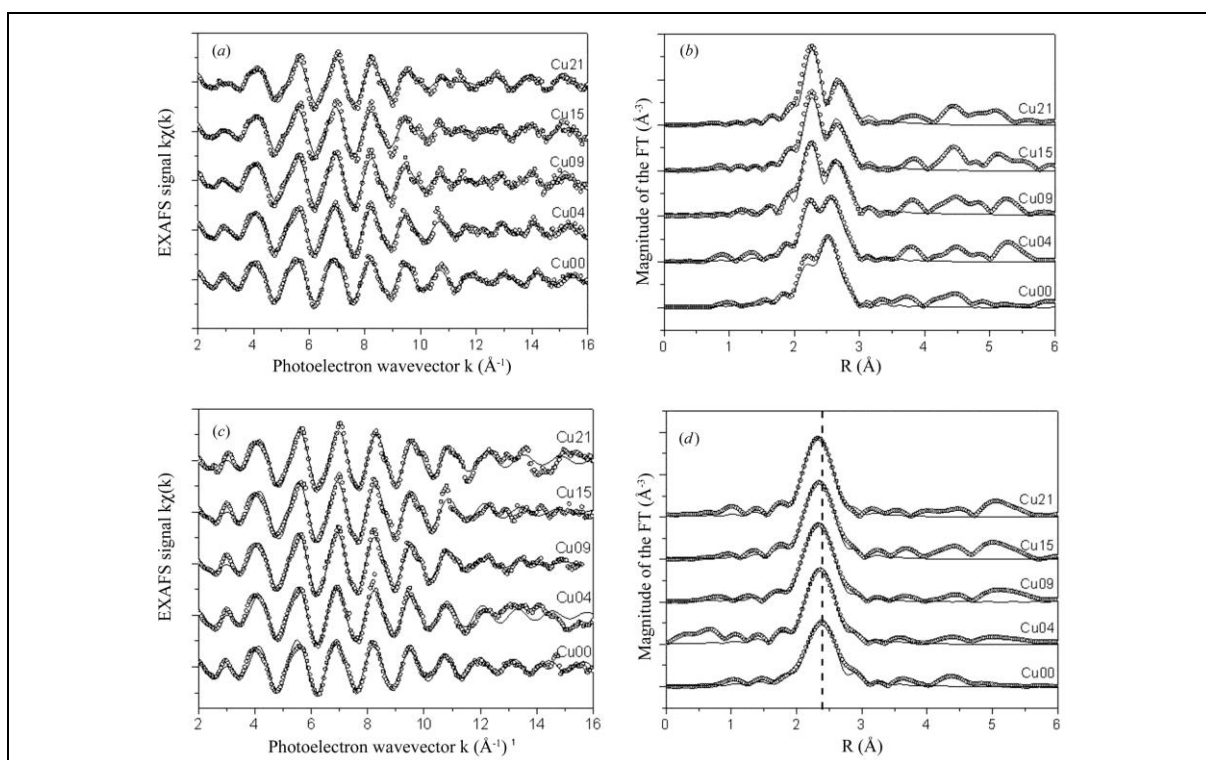 (a)
Cu21
Cu15
Cu09
Cu04
Cu00
EXAFS signal kχ(k)
2 4 6 8 10 12 14 16
Photoelectron wavevector k (Å⁻¹)
(b)
Cu21
Cu15
Cu09
Cu04
Cu00
Magnitude of the FT (Å⁻³)
0 1 2 3 4 5 6
R (Å)
(c)
Cu21
Cu15
Cu09
Cu04
Cu00
EXAFS signal kχ(k)
2 4 6 8 10 12 14 16
Photoelectron wavevector k (Å⁻¹) ¹
(d)
Cu21
Cu15
Cu09
Cu04
Cu00
Magnitude of the FT (Å⁻³)
0 1 2 3 4 5 6
R (Å)